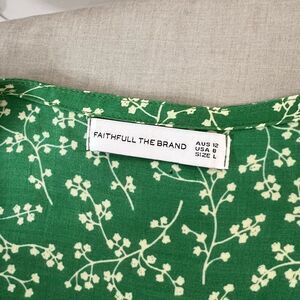 FAITHFULL THE BRAND
AUS 12
USA 8
SIZE L